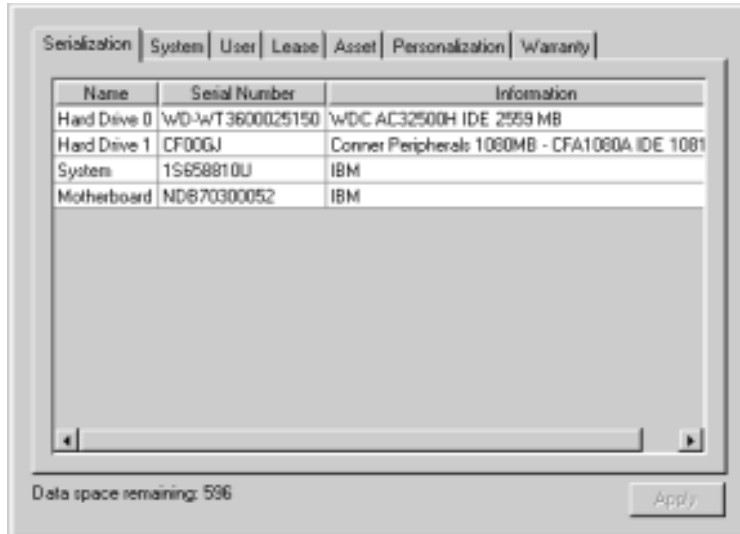 Serialization System User Lease Asset Personalization Warranty
Name Serial Number Information
Hard Drive 0 WD-WT3600025150 WDC AC32500H IDE 2559 MB
Hard Drive 1 CF00GJ Conner Peripherals 1080MB - CFA1080A IDE 1081
System 1S658810U IBM
Motherboard NDB70300052 IBM
Data space remaining: 596
Apply